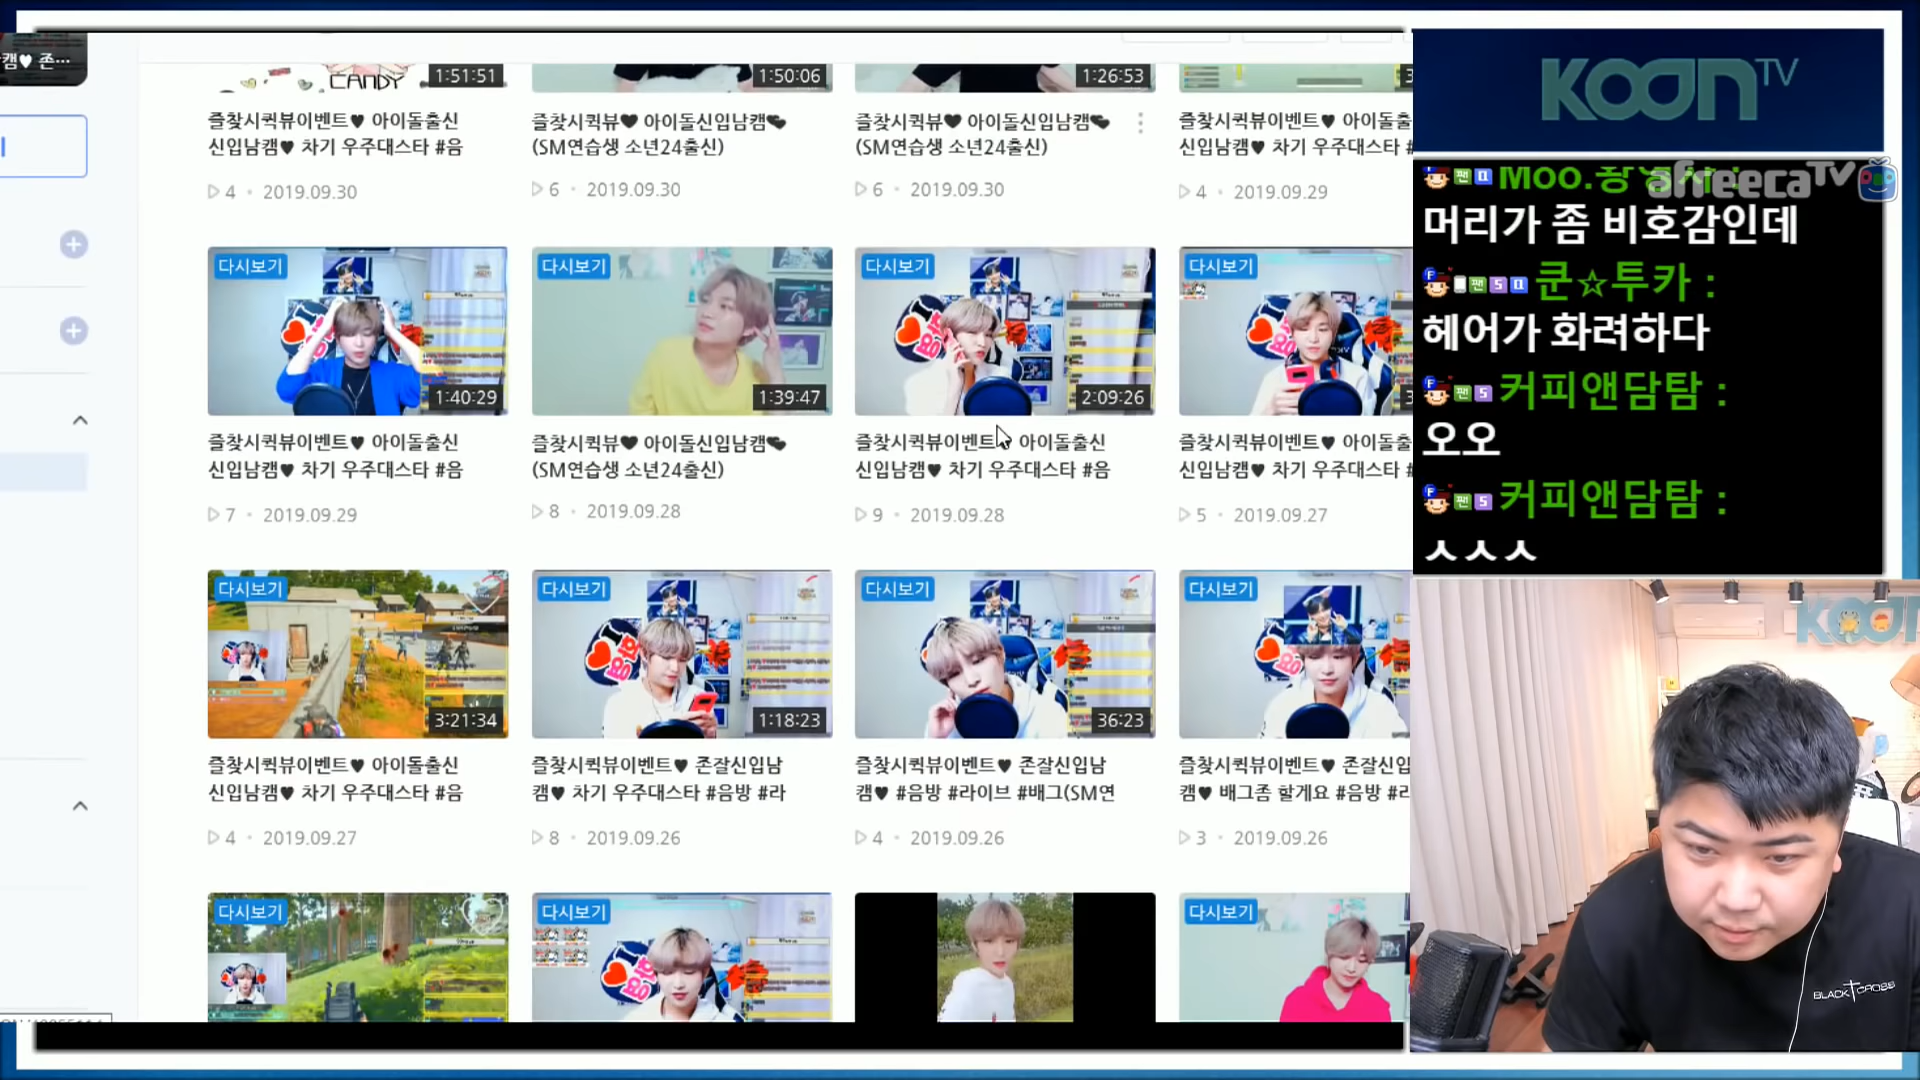 캠♥ 존...
CANDY
1:51:51
1:50:06
1:26:53
3
즐찾시퀵뷰이벤트♥ 아이돌출신
신입남캠♥ 차기 우주대스타 #음
4 · 2019.09.30
즐찾시퀵뷰♥ 아이돌신입남캠❤
(SM연습생 소년24출신)
6 · 2019.09.30
즐찾시퀵뷰♥ 아이돌신입남캠❤
(SM연습생 소년24출신)
6 · 2019.09.30
즐찾시퀵뷰이벤트♥ 아이돌출
신입남캠♥ 차기 우주대스타 #
4 · 2019.09.29
다시보기
1:40:29
다시보기
1:39:47
다시보기
2:09:26
다시보기
3
즐찾시퀵뷰이벤트♥ 아이돌출신
신입남캠♥ 차기 우주대스타 #음
7 · 2019.09.29
즐찾시퀵뷰♥ 아이돌신입남캠❤
(SM연습생 소년24출신)
8 · 2019.09.28
즐찾시퀵뷰이벤트 아이돌출신
신입남캠♥ 차기 우주대스타 #음
9 · 2019.09.28
즐찾시퀵뷰이벤트♥ 아이돌출
신입남캠♥ 차기 우주대스타 #
5 · 2019.09.27
다시보기
3:21:34
다시보기
1:18:23
다시보기
36:23
다시보기
즐찾시퀵뷰이벤트♥ 아이돌출신
신입남캠♥ 차기 우주대스타 #음
4 · 2019.09.27
즐찾시퀵뷰이벤트♥ 존잘신입남
캠♥ 차기 우주대스타 #음방 #라
8 · 2019.09.26
즐찾시퀵뷰이벤트♥ 존잘신입남
캠♥ #음방 #라이브 #배그(SM연
4 · 2019.09.26
즐찾시퀵뷰이벤트♥ 존잘신입
캠♥ 배그좀 할게요 #음방 #라
3 · 2019.09.26
다시보기
다시보기
다시보기
KOONTV
afreecaTV
머리가 좀 비호감인데
쿤☆투카 :
헤어가 화려하다
커피앤담탐 :
오오
커피앤담탐 :
ㅅㅅㅅ
KOON
BLACK CROSS